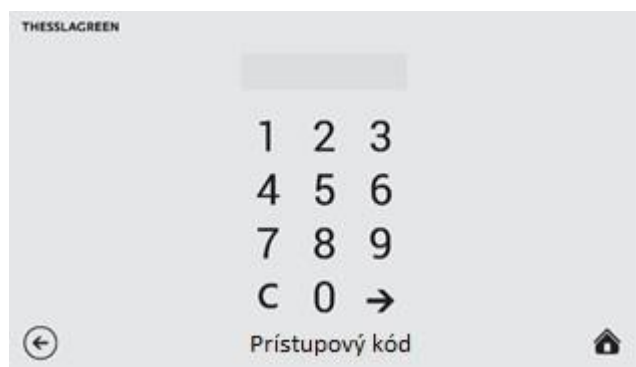 THESSLAGREEN
1 2 3
4 5 6
7 8 9
C 0 →
Prístupový kód